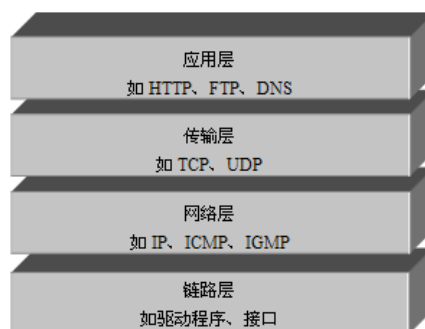 应用层
如 HTTP、FTP、DNS
传输层
如 TCP、UDP
网络层
如 IP、ICMP、IGMP
链路层
如驱动程序、接口